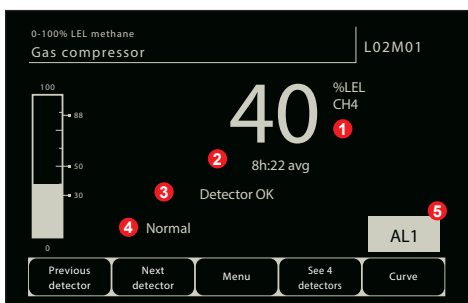 0-100% LEL methane
Gas compressor
L02M01
100
88
50
30
0
40
%LEL
CH4
1
2
8h:22 avg
3
Detector OK
4
Normal
5
AL1
Previous
detector
Next
detector
Menu
See 4
detectors
Curve